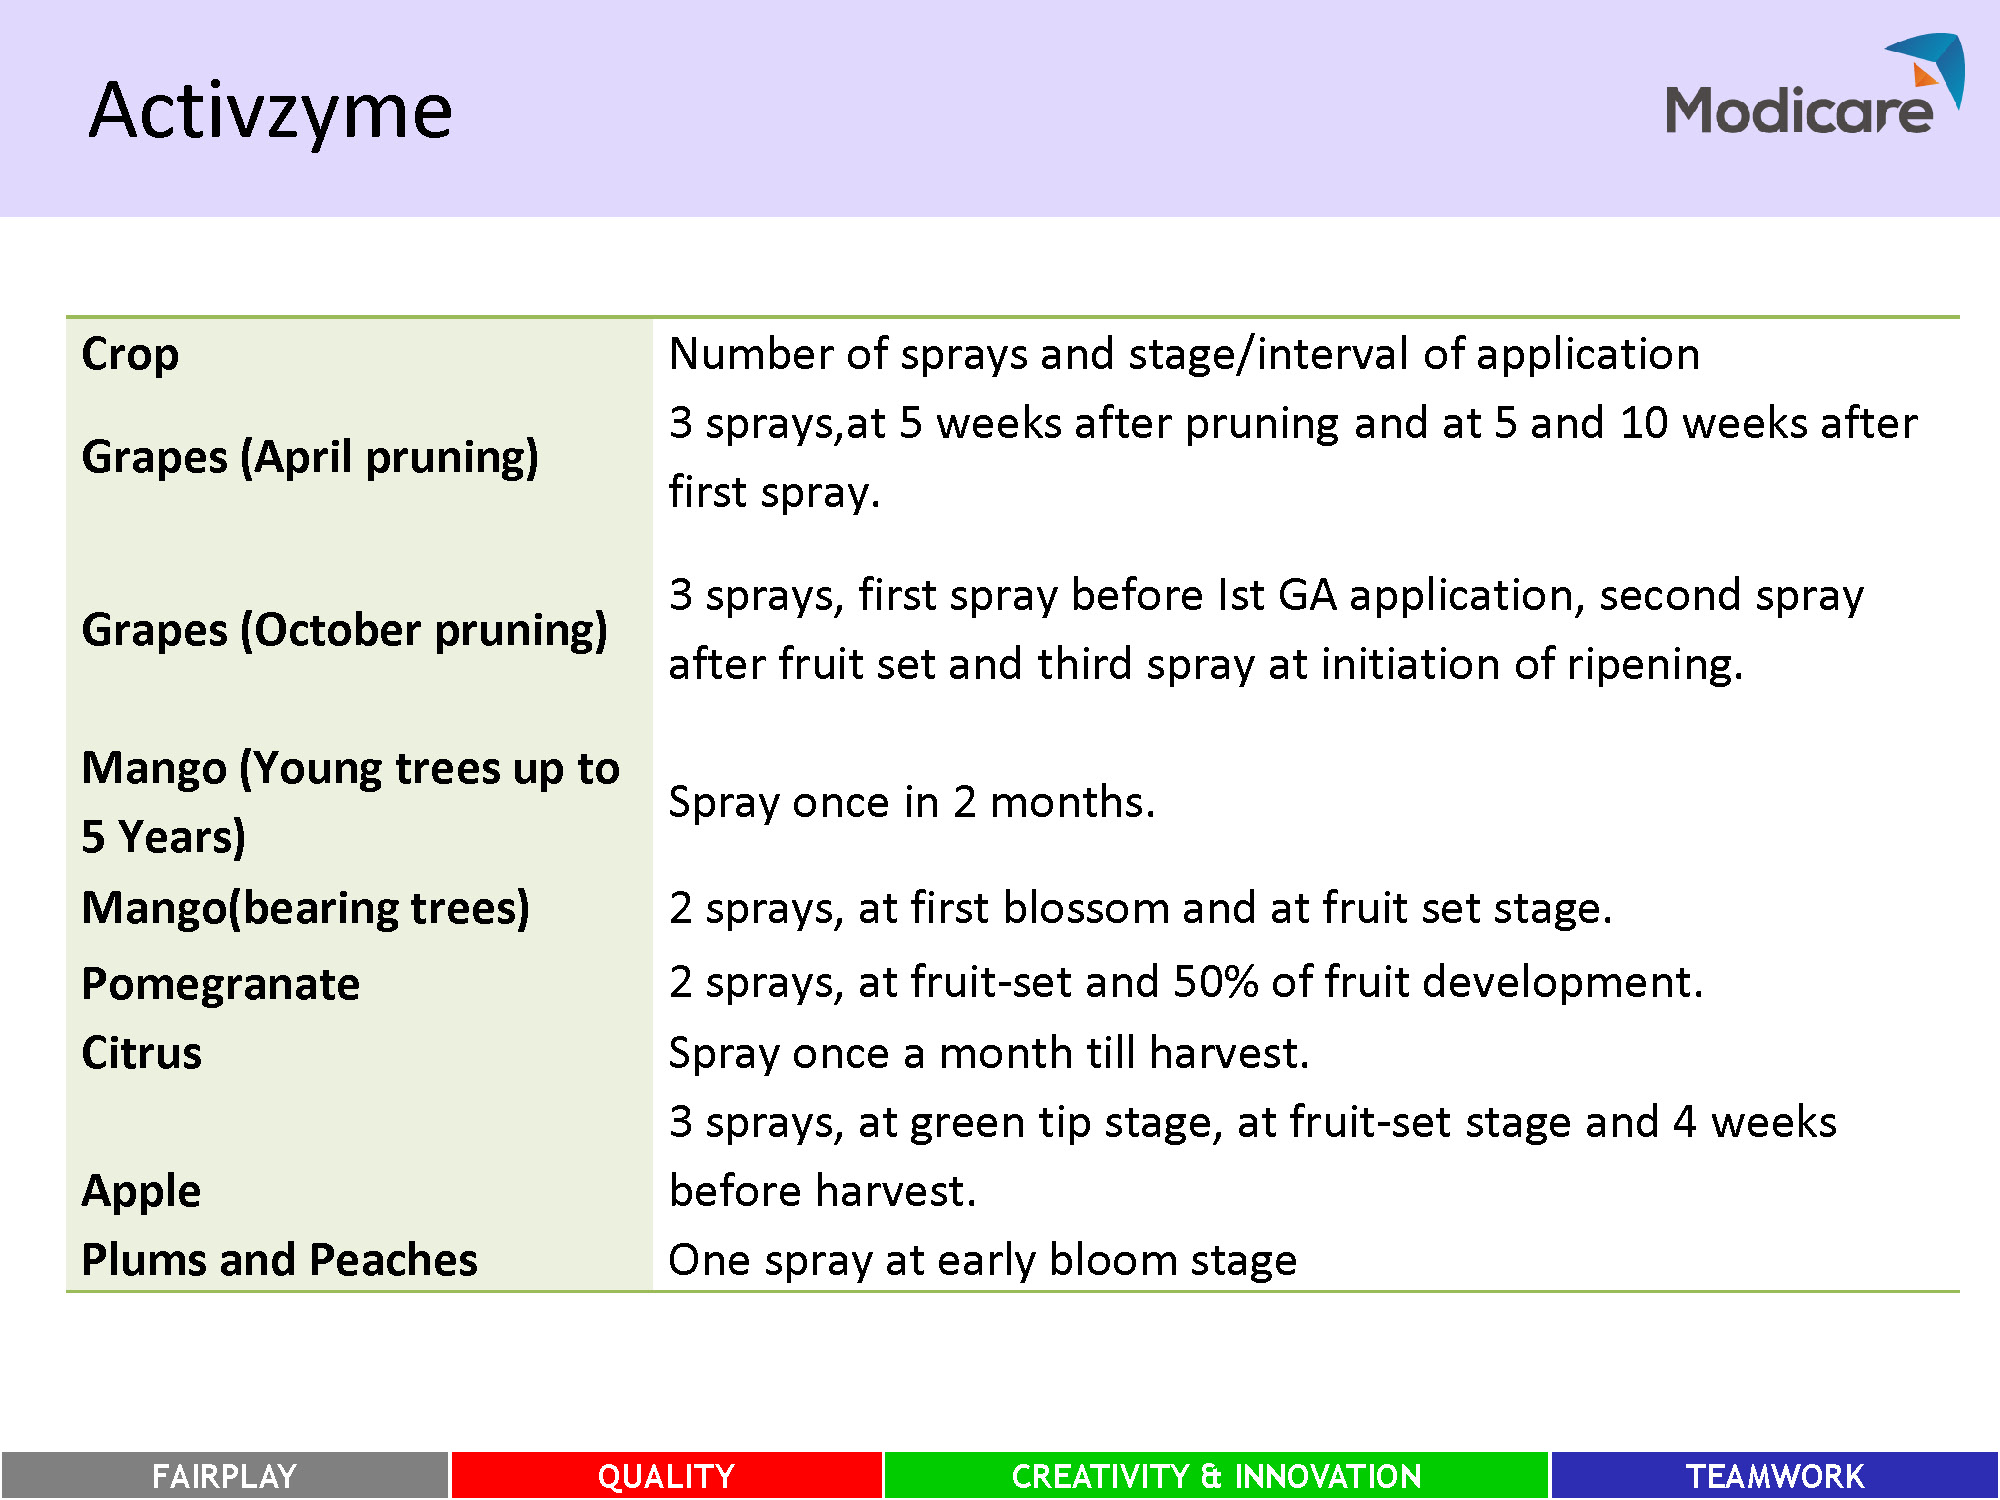 Activzyme
Modicare
Crop
Number of sprays and stage/interval of application
Grapes (April pruning)
3 sprays,at 5 weeks after pruning and at 5 and 10 weeks after
first spray.
Grapes (October pruning)
3 sprays, first spray before Ist GA application, second spray
after fruit set and third spray at initiation of ripening.
Mango (Young trees up to
5 Years)
Spray once in 2 months.
Mango(bearing trees)
2 sprays, at first blossom and at fruit set stage.
Pomegranate
2 sprays, at fruit-set and 50% of fruit development.
Citrus
Spray once a month till harvest.
Apple
3 sprays, at green tip stage, at fruit-set stage and 4 weeks
before harvest.
Plums and Peaches
One spray at early bloom stage
FAIRPLAY
QUALITY
CREATIVITY & INNOVATION
TEAMWORK